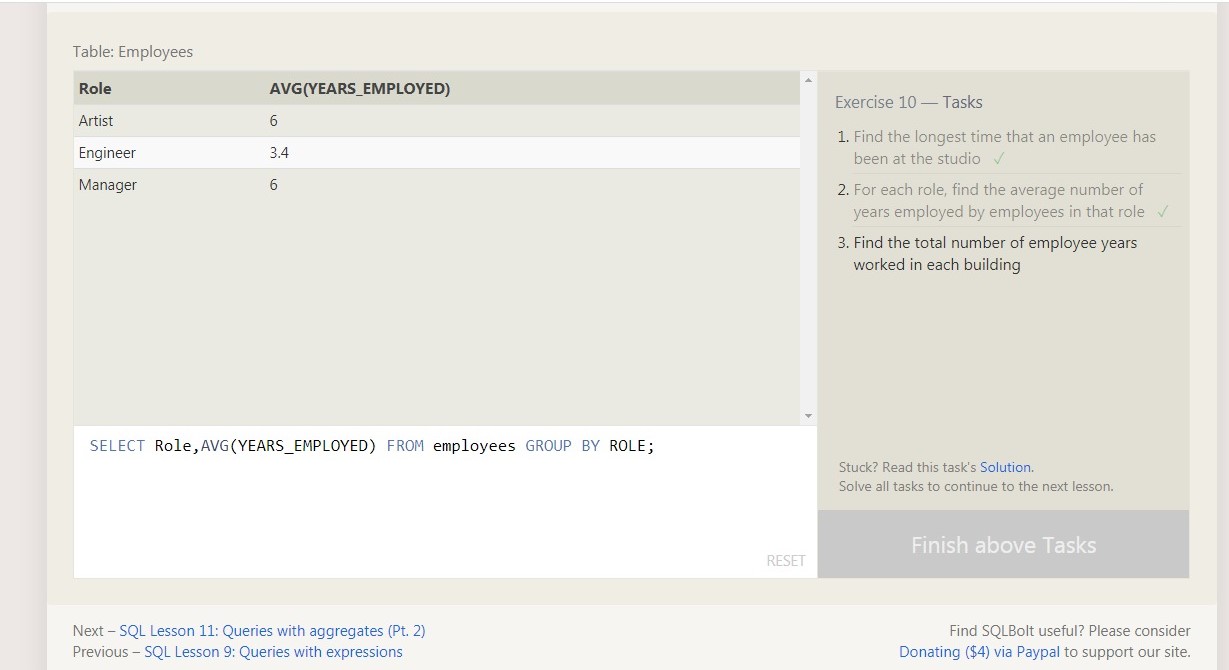 Table: Employees
Role AVG(YEARS_EMPLOYED)
Artist 6
Engineer 3.4
Manager 6
SELECT Role,AVG(YEARS_EMPLOYED) FROM employees GROUP BY ROLE;
RESET
Exercise 10 — Tasks
1. Find the longest time that an employee has
been at the studio ✓
2. For each role, find the average number of
years employed by employees in that role ✓
3. Find the total number of employee years
worked in each building
Stuck? Read this task's Solution.
Solve all tasks to continue to the next lesson.
Finish above Tasks
Next – SQL Lesson 11: Queries with aggregates (Pt. 2)
Previous – SQL Lesson 9: Queries with expressions
Find SQLBolt useful? Please consider
Donating ($4) via Paypal to support our site.